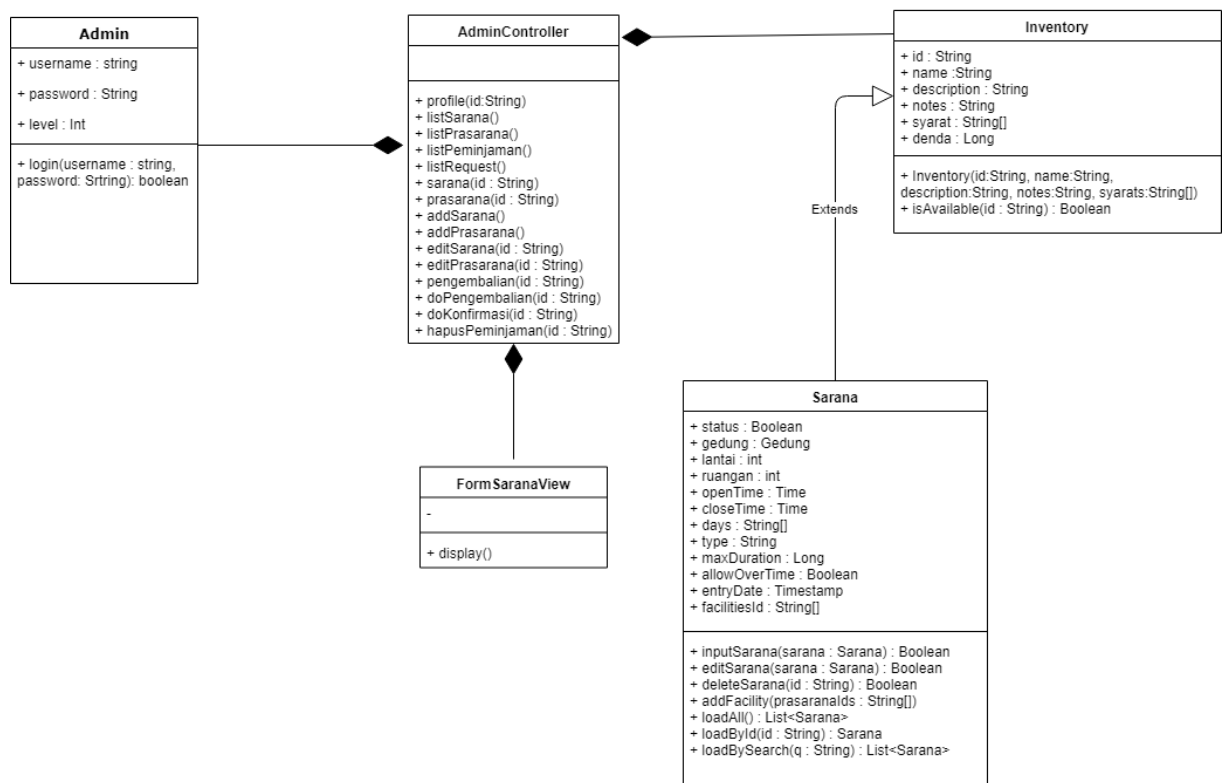 Admin
+ username : string
+ password : String
+ level : Int
+ login(username : string,
password: Srtring): boolean
AdminController
+ profile(id:String)
+ listSarana()
+ listPrasarana()
+ listPeminjaman()
+ listRequest()
+ sarana(id : String)
+ prasarana(id : String)
+ addSarana()
+ addPrasarana()
+ editSarana(id : String)
+ editPrasarana(id : String)
+ pengembalian(id : String)
+ doPengembalian(id : String)
+ doKonfirmasi(id : String)
+ hapusPeminjaman(id : String)
Inventory
+ id : String
+ name :String
+ description : String
+ notes : String
+ syarat : String[]
+ denda : Long
+ Inventory(id:String, name:String,
description:String, notes:String, syarats:String[])
+ isAvailable(id : String) : Boolean
Extends
FormSaranaView
-
+ display()
Sarana
+ status : Boolean
+ gedung : Gedung
+ lantai : int
+ ruangan : int
+ openTime : Time
+ closeTime : Time
+ days : String[]
+ type : String
+ maxDuration : Long
+ allowOverTime : Boolean
+ entryDate : Timestamp
+ facilitiesId : String[]
+ inputSarana(sarana : Sarana) : Boolean
+ editSarana(sarana : Sarana) : Boolean
+ deleteSarana(id : String) : Boolean
+ addFacility(prasaranaIds : String[])
+ loadAll() : List<Sarana>
+ loadById(id : String) : Sarana
+ loadBySearch(q : String) : List<Sarana>